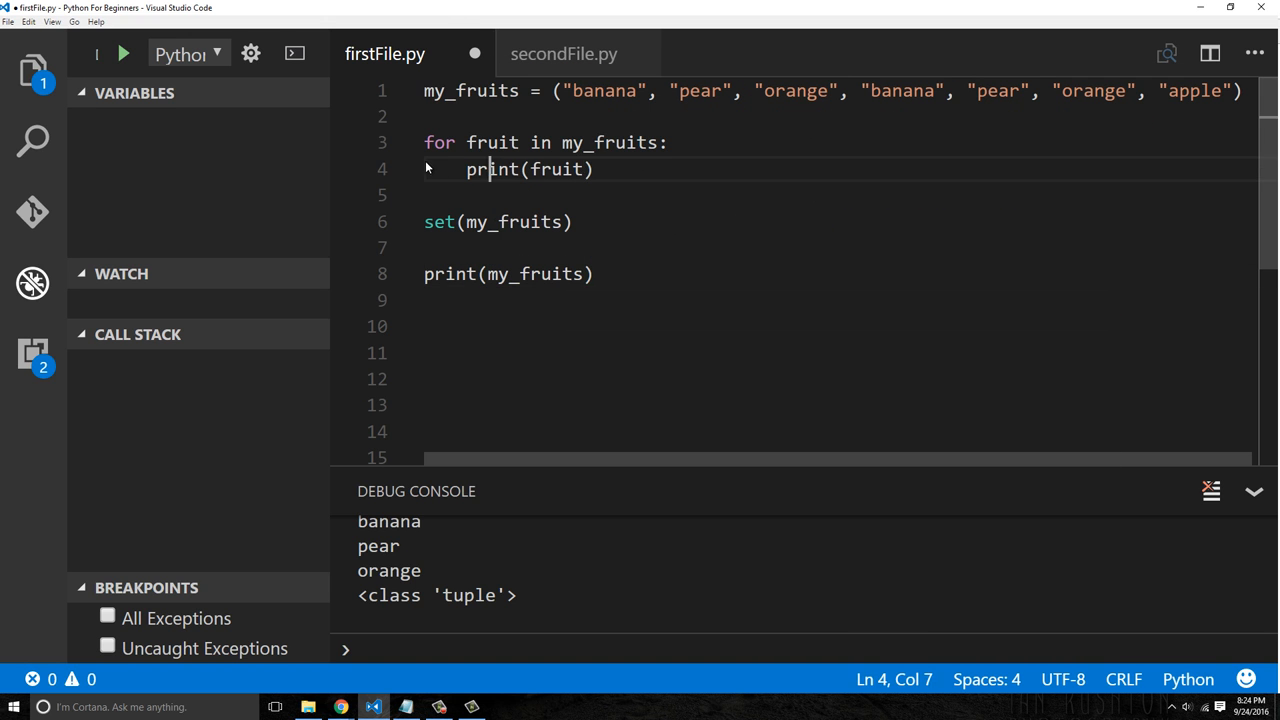 ● firstFile.py - Python For Beginners - Visual Studio Code
File Edit View Go Help
Pythoı ▼
firstFile.py ●
secondFile.py
VARIABLES
1 my_fruits = ("banana", "pear", "orange", "banana", "pear", "orange", "apple")
2
3 for fruit in my_fruits:
4 print(fruit)
5
6 set(my_fruits)
7
8 print(my_fruits)
9
10
11
12
13
14
15
WATCH
CALL STACK
BREAKPOINTS
All Exceptions
Uncaught Exceptions
1
2
DEBUG CONSOLE
banana
pear
orange
<class 'tuple'>
›
0 0
Ln 4, Col 7
Spaces: 4
UTF-8
CRLF
Python
I'm Cortana. Ask me anything.
8:24 PM
9/24/2016